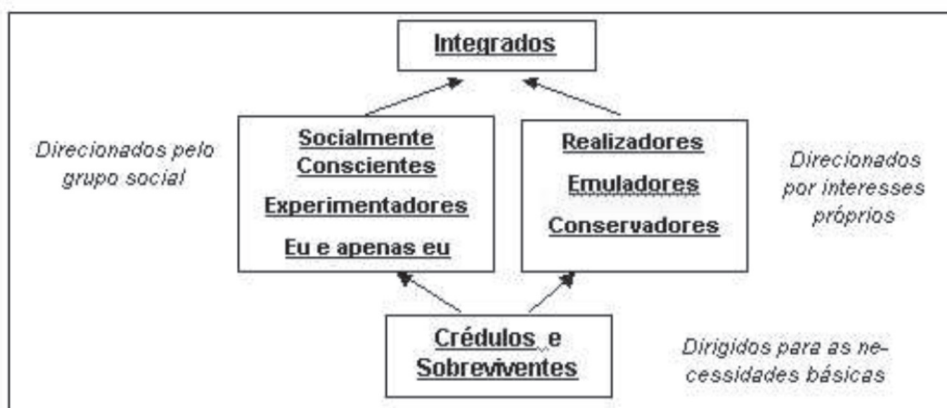 Integrados
Direcionados pelo
grupo social
Socialmente
Conscientes
Experimentadores
Eu e apenas eu
Realizadores
Emuladores
Conservadores
Direcionados
por interesses
próprios
Crédulos e
Sobreviventes
Dirigidos para as ne-
cessidades básicas